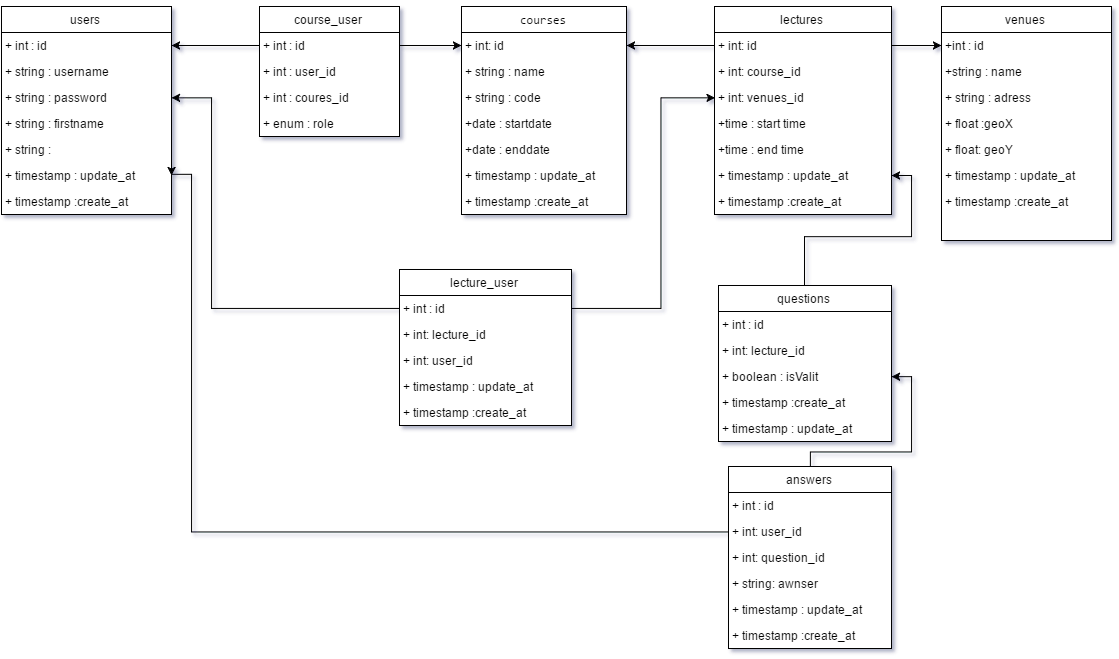 users
+ int : id
+ string : username
+ string : password
+ string : firstname
+ string :
+ timestamp : update_at
+ timestamp :create_at
course_user
+ int : id
+ int : user_id
+ int : coures_id
+ enum : role
courses
+ int: id
+ string : name
+ string : code
+date : startdate
+date : enddate
+ timestamp : update_at
+ timestamp :create_at
lectures
+ int: id
+ int: course_id
+ int: venues_id
+time : start time
+time : end time
+ timestamp : update_at
+ timestamp :create_at
venues
+int : id
+string : name
+ string : adress
+ float :geoX
+ float: geoY
+ timestamp : update_at
+ timestamp :create_at
lecture_user
+ int : id
+ int: lecture_id
+ int: user_id
+ timestamp : update_at
+ timestamp :create_at
questions
+ int : id
+ int: lecture_id
+ boolean : isValit
+ timestamp :create_at
+ timestamp : update_at
answers
+ int : id
+ int: user_id
+ int: question_id
+ string: awnser
+ timestamp : update_at
+ timestamp :create_at